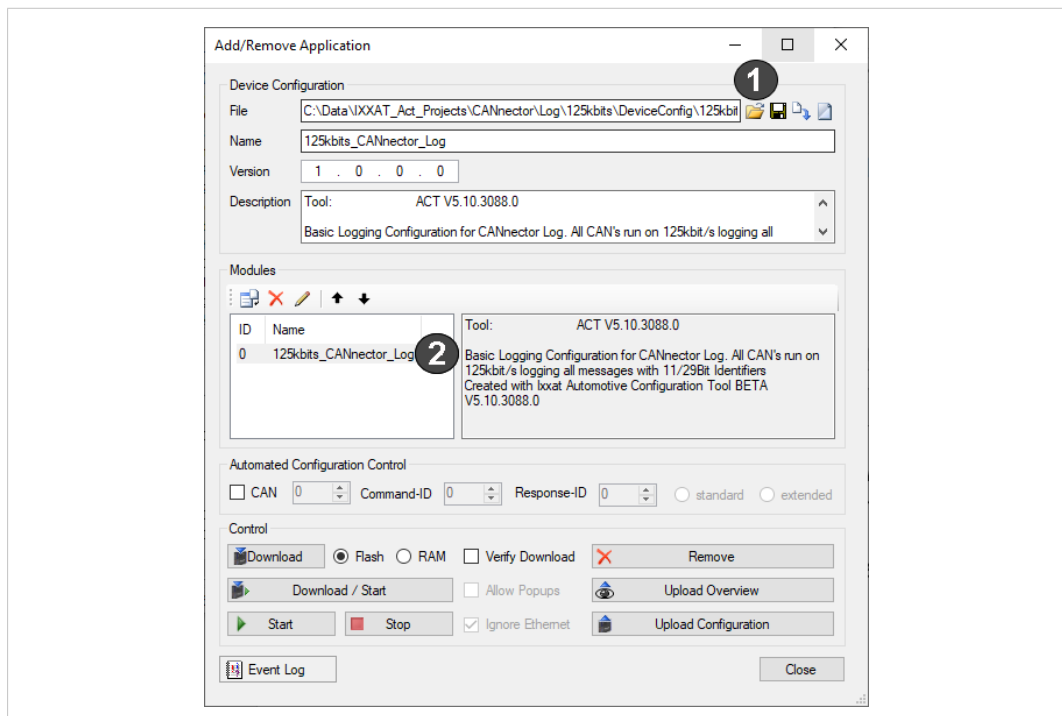 Add/Remove Application
1
Device Configuration
File C:\Data\IXXAT_Act_Projects\CANnector\Log\125kbits\DeviceConfig\125kbit
Name 125kbits_CANnector_Log
Version 1 . 0 . 0 . 0
Description Tool: ACT V5.10.3088.0
Basic Logging Configuration for CANnector Log. All CAN's run on 125kbit/s logging all
Modules
ID Name
0 125kbits_CANnector_Log
2
Tool: ACT V5.10.3088.0
Basic Logging Configuration for CANnector Log. All CAN's run on
125kbit/s logging all messages with 11/29Bit Identifiers
Created with Ixxat Automotive Configuration Tool BETA
V5.10.3088.0
Automated Configuration Control
CAN 0 Command-ID 0 Response-ID 0 standard extended
Control
Download Flash RAM Verify Download Remove
Download / Start Allow Popups Upload Overview
Start Stop Ignore Ethernet Upload Configuration
Event Log Close